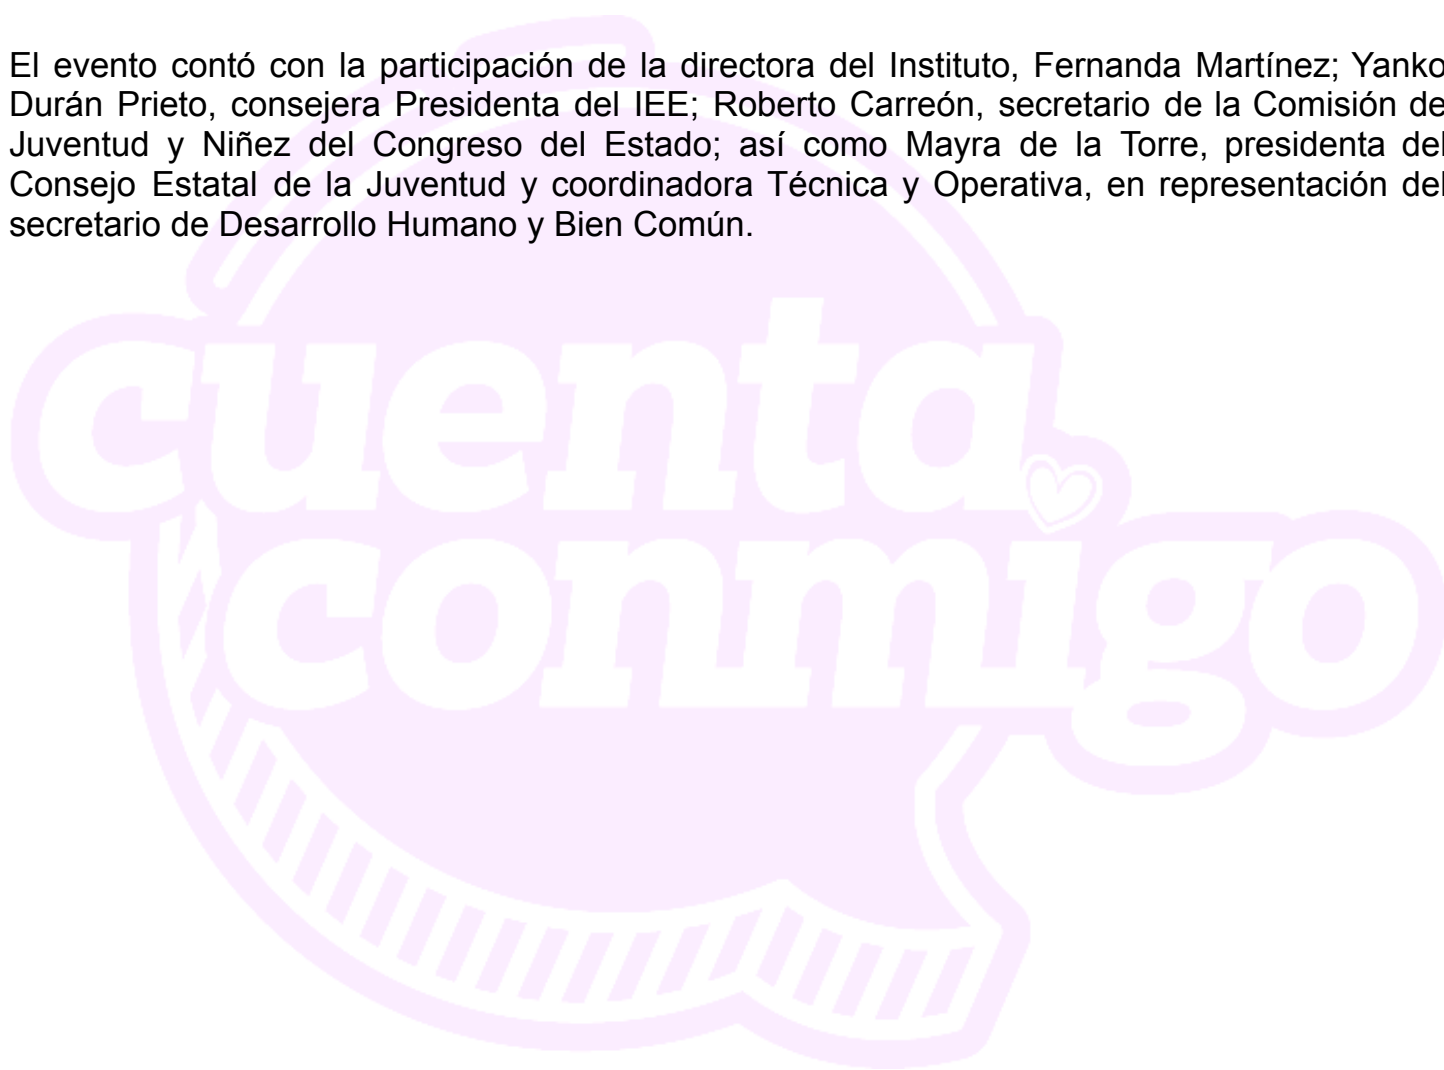 El evento contó con la participación de la directora del Instituto, Fernanda Martínez; Yanko
Durán Prieto, consejera Presidenta del IEE; Roberto Carreón, secretario de la Comisión de
Juventud y Niñez del Congreso del Estado; así como Mayra de la Torre, presidenta del
Consejo Estatal de la Juventud y coordinadora Técnica y Operativa, en representación del
secretario de Desarrollo Humano y Bien Común.
cuenta
conmigo